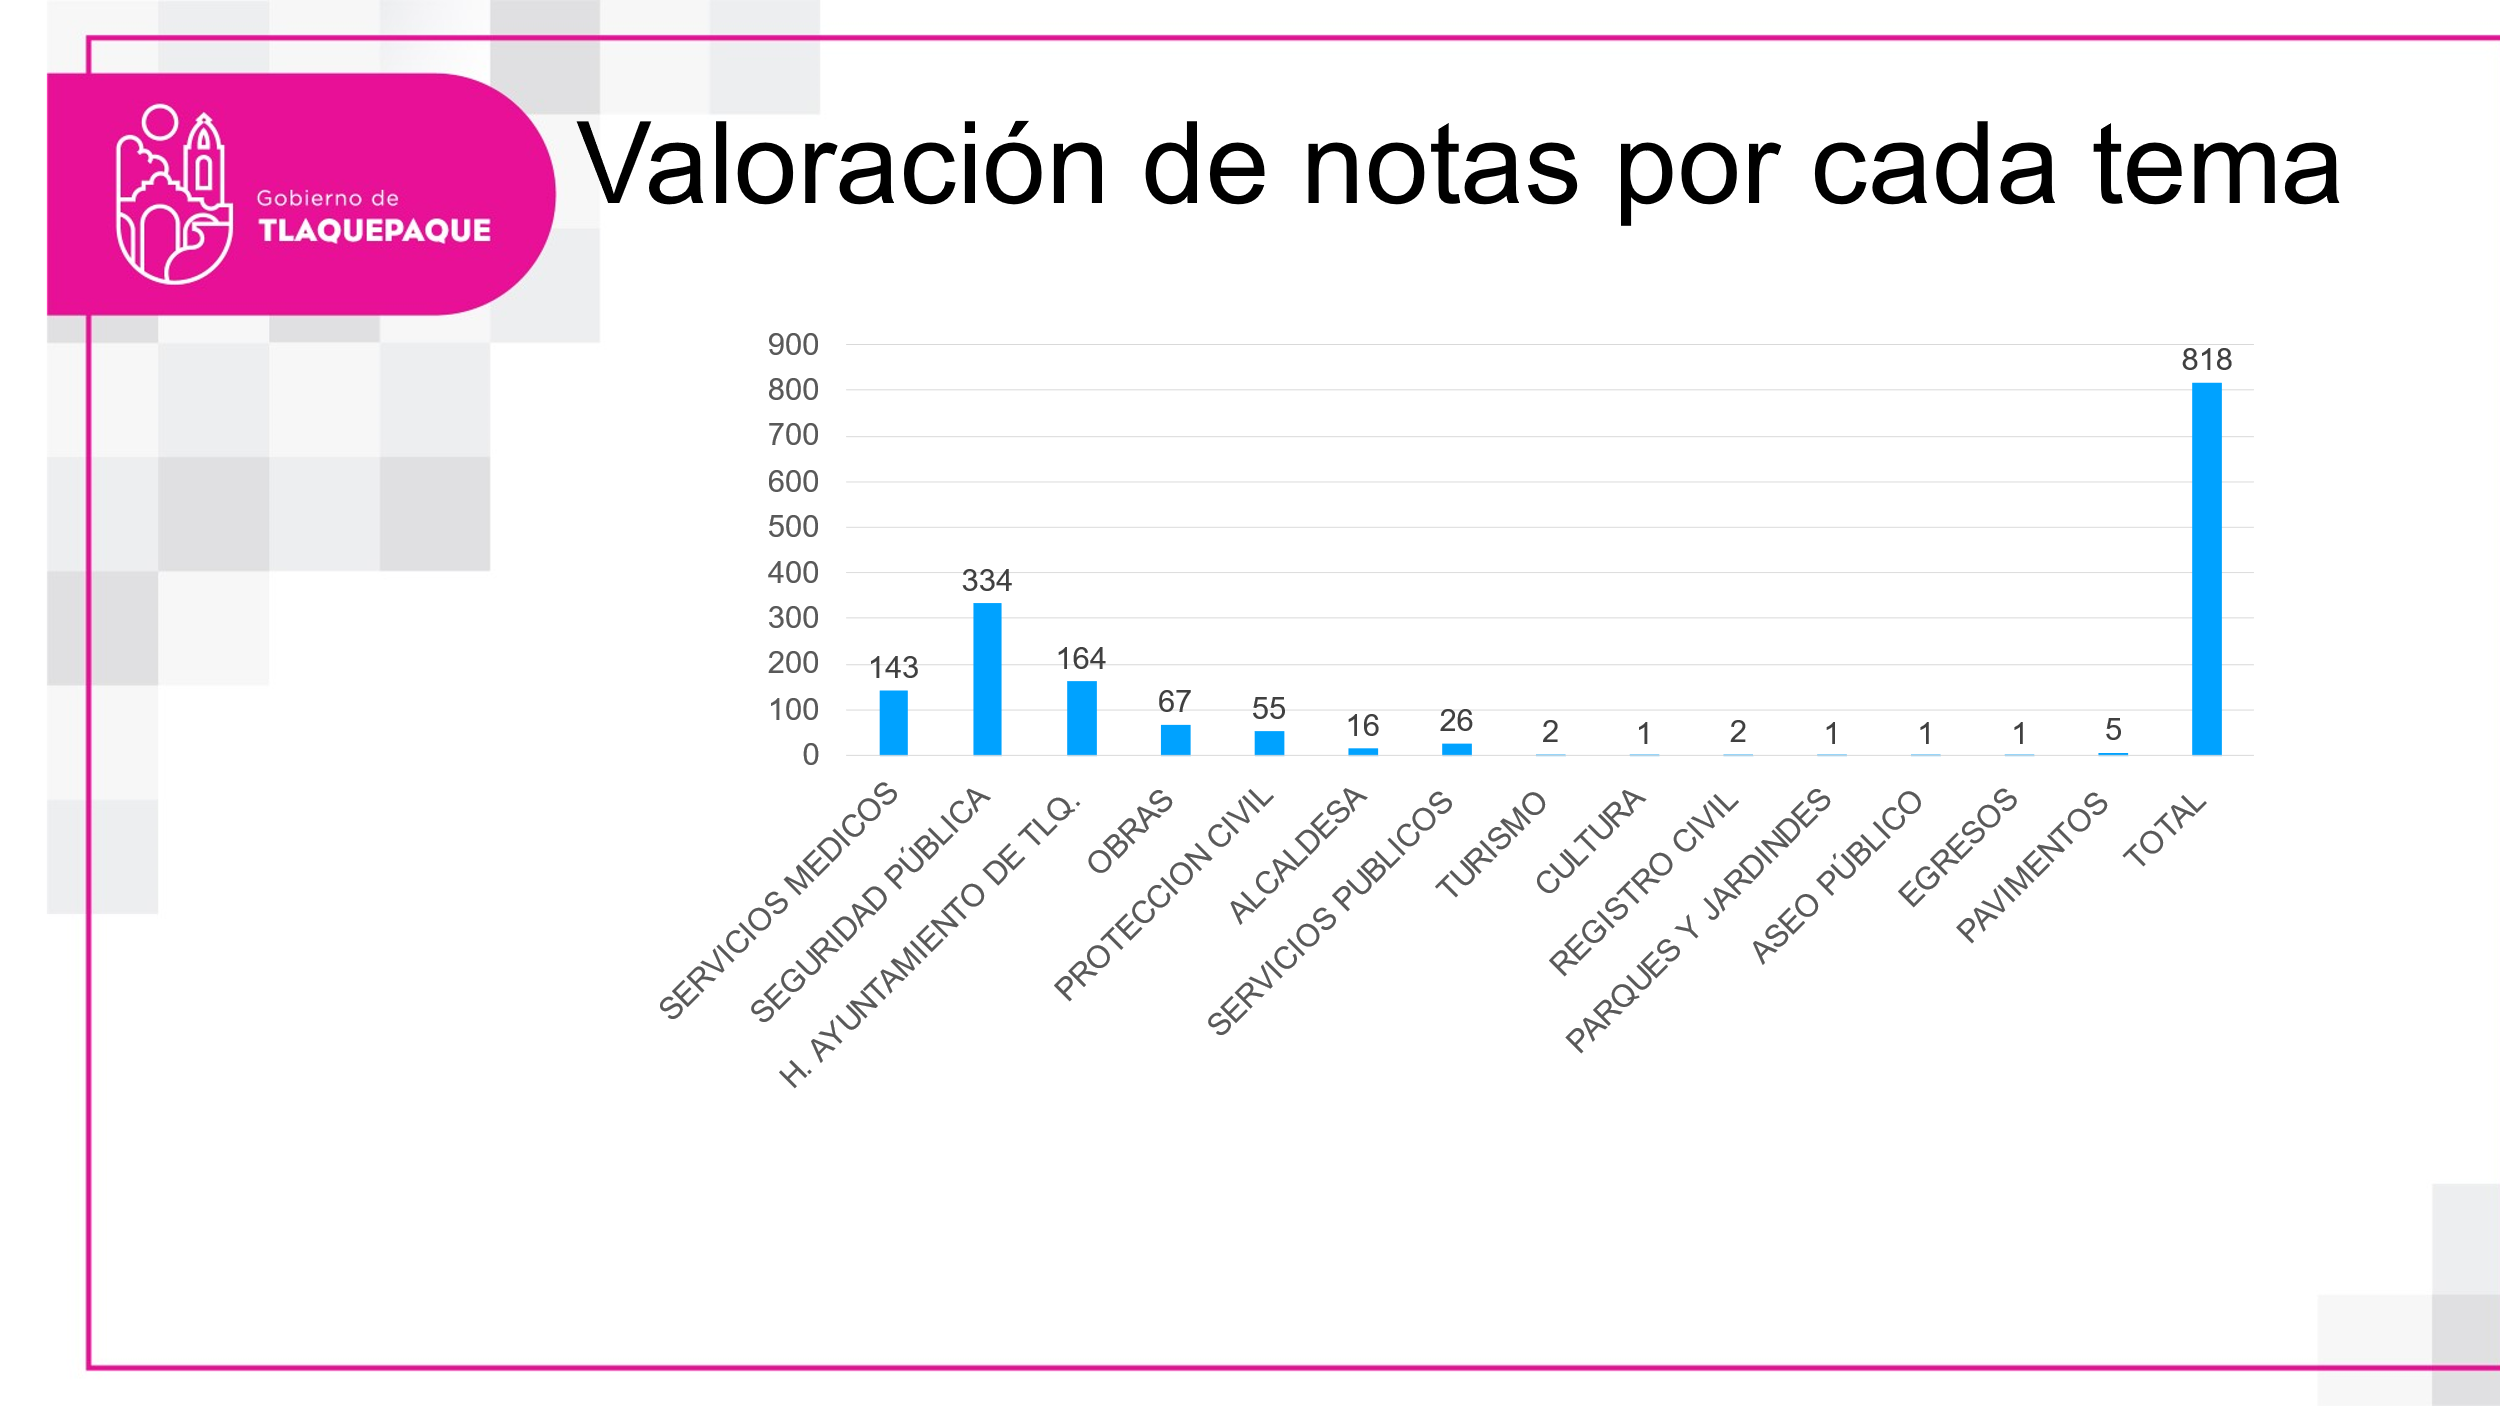 Gobierno de
TLAQUEPAQUE
Valoración de notas por cada tema
900
800
700
600
500
400
300
200
100
0
143
334
164
67
55
16
26
2
1
2
1
1
1
5
818
SERVICIOS MEDICOS
SEGURIDAD PÚBLICA
H. AYUNTAMIENTO DE TLQ.
OBRAS
PROTECCION CIVIL
ALCALDESA
SERVICIOS PUBLICOS
TURISMO
CULTURA
REGISTRO CIVIL
PARQUES Y JARDINDES
ASEO PÚBLICO
EGRESOS
PAVIMENTOS
TOTAL